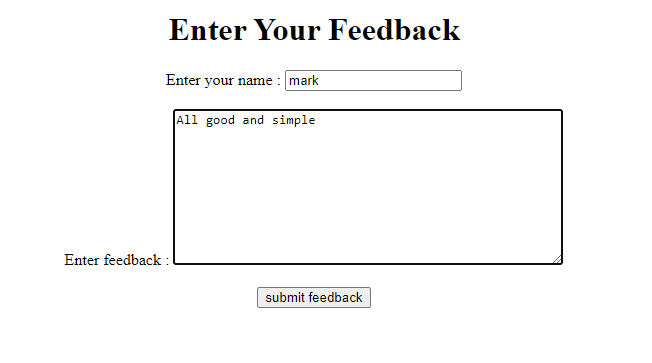 Enter Your Feedback
Enter your name : mark
All good and simple
Enter feedback :
submit feedback